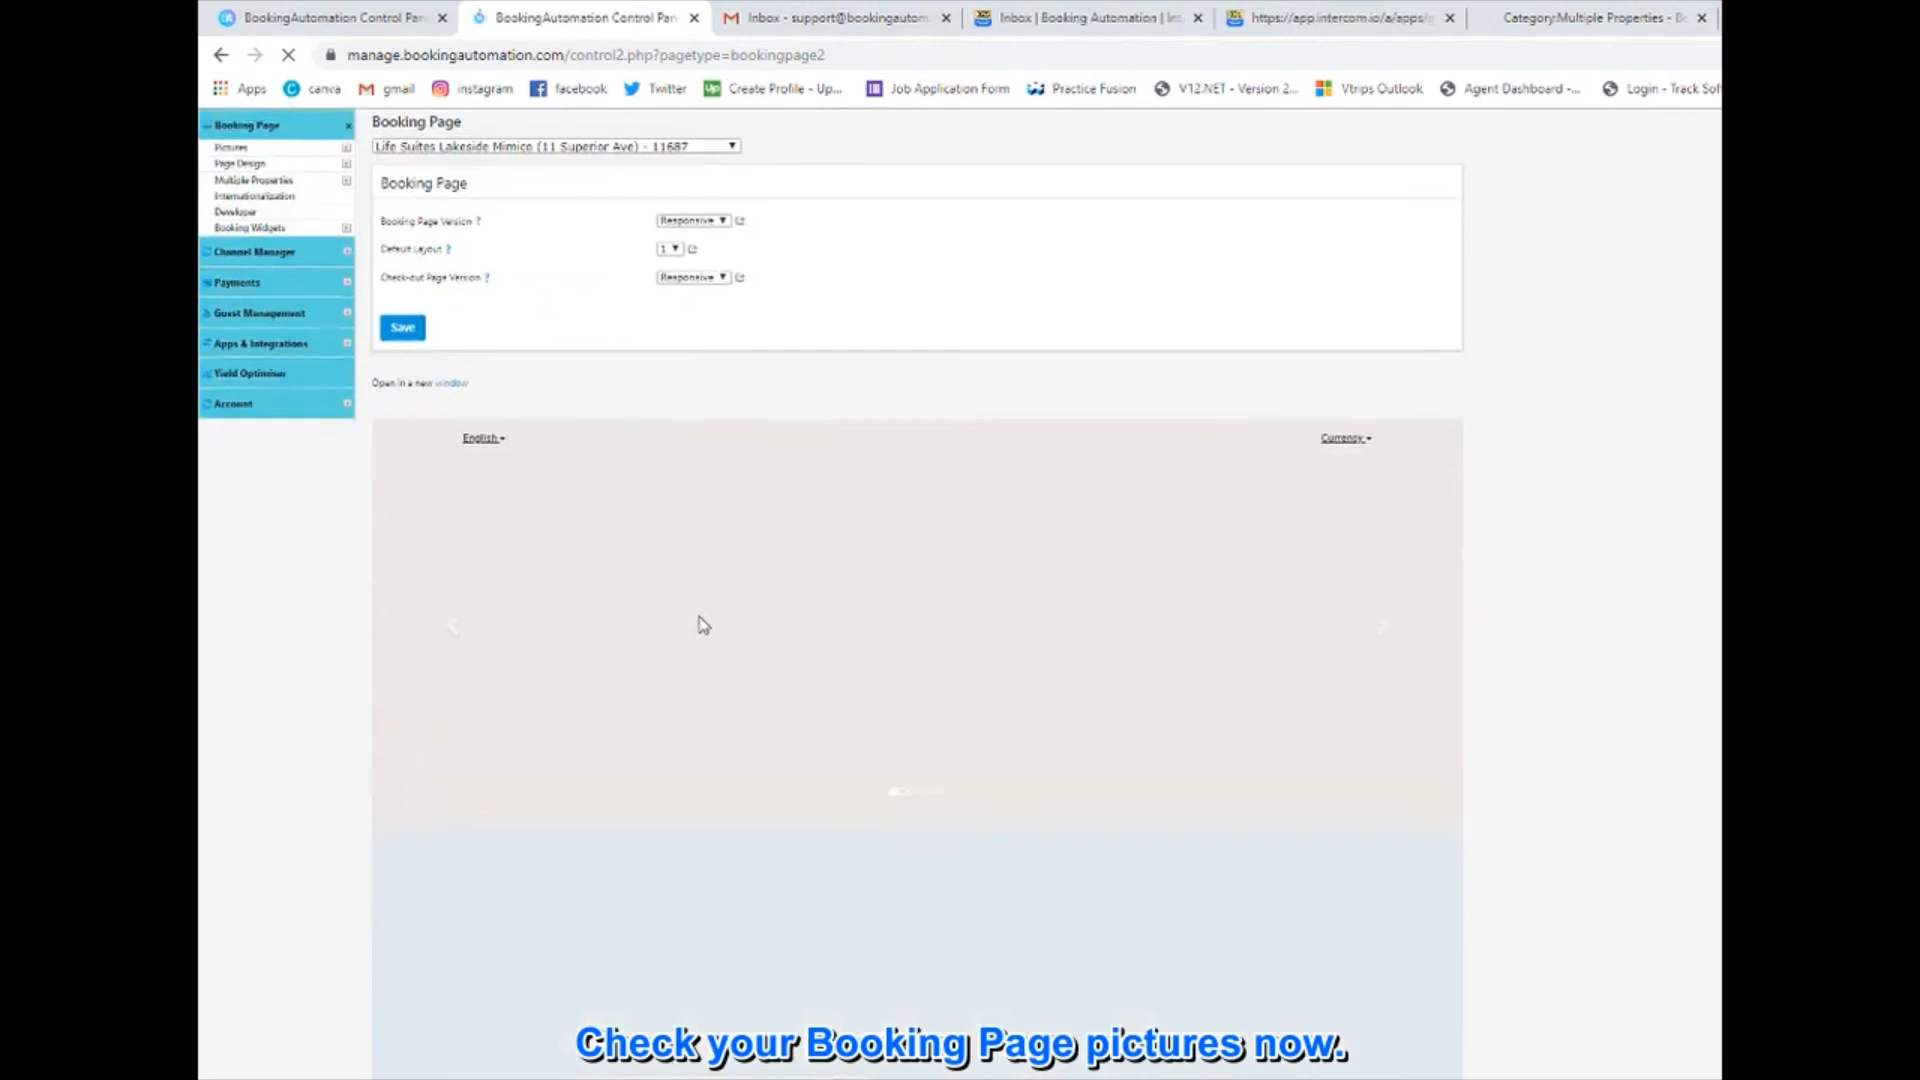 BookingAutomation Control Pan
BookingAutomation Control Pan
Inbox - support@bookingautom
Inbox | Booking Automation | Int
https://app.intercom.io/a/apps/
Category:Multiple Properties - B
manage.bookingautomation.com/control2.php?pagetype=bookingpage2
Apps
canva
gmail
instagram
facebook
Twitter
Create Profile - Up...
Job Application Form
Practice Fusion
V12.NET - Version 2...
Vtrips Outlook
Agent Dashboard -...
Login - Track Sof
Booking Page
Pictures
Page Design
Multiple Properties
Internationalization
Developer
Booking Widgets
Channel Manager
Payments
Guest Management
Apps & Integrations
Yield Optimiser
Account
Booking Page
Life Suites Lakeside Mimico (11 Superior Ave) - 11687
Booking Page
Booking Page Version ? Responsive
Default Layout ? 1
Check-out Page Version ? Responsive
Save
Open in a new window
English
Currency
Check your Booking Page pictures now.